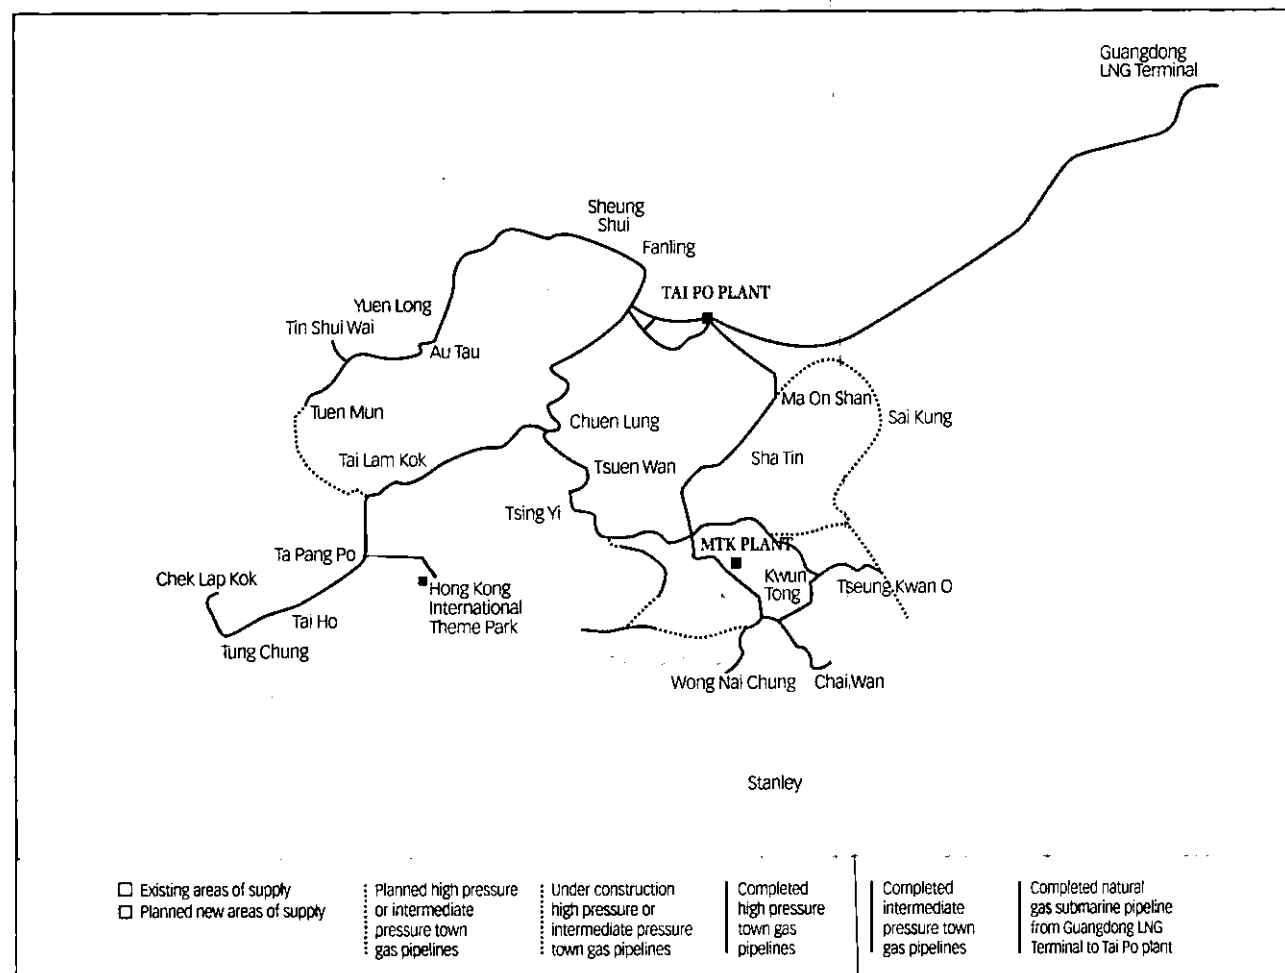 Guangdong
LNG Terminal
Sheung
Shui
Fanling
TAI PO PLANT
Yuen Long
Tin Shui Wai
Au Tau
Ma On Shan
Tuen Mun
Sai Kung
Chuen Lung
Tai Lam Kok
Tsuen Wan
Sha Tin
Tsing Yi
MTK PLANT
Ta Pang Po
Chek Lap Kok
Kwun
Tong
Tseung Kwan O
Hong Kong
International
Theme Park
Tai Ho
Tung Chung
Wong Nai Chung
Chai Wan
Stanley
Existing areas of supply
Planned new areas of supply
Planned high pressure
or intermediate
pressure town
gas pipelines
Under construction
high pressure or
intermediate pressure
town gas pipelines
Completed
high pressure
town gas
pipelines
Completed
intermediate
pressure town
gas pipelines
Completed natural
gas submarine pipeline
from Guangdong LNG
Terminal to Tai Po plant